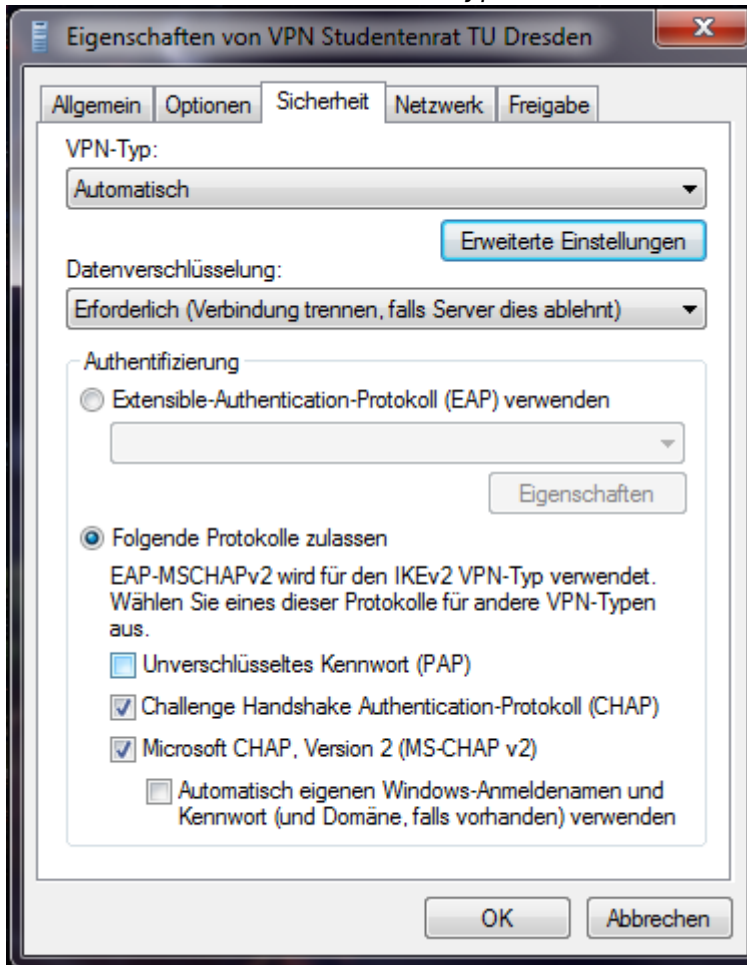 Eigenschaften von VPN Studentenrat TU Dresden
Allgemein Optionen Sicherheit Netzwerk Freigabe
VPN-Typ:
Automatisch
Erweiterte Einstellungen
Datenverschlüsselung:
Erforderlich (Verbindung trennen, falls Server dies ablehnt)
Authentifizierung
Extensible-Authentication-Protokoll (EAP) verwenden
Eigenschaften
Folgende Protokolle zulassen
EAP-MSCHAPv2 wird für den IKEv2 VPN-Typ verwendet.
Wählen Sie eines dieser Protokolle für andere VPN-Typen
aus.
Unverschlüsseltes Kennwort (PAP)
Challenge Handshake Authentication-Protokoll (CHAP)
Microsoft CHAP, Version 2 (MS-CHAP v2)
Automatisch eigenen Windows-Anmeldenamen und
Kennwort (und Domäne, falls vorhanden) verwenden
OK Abbrechen